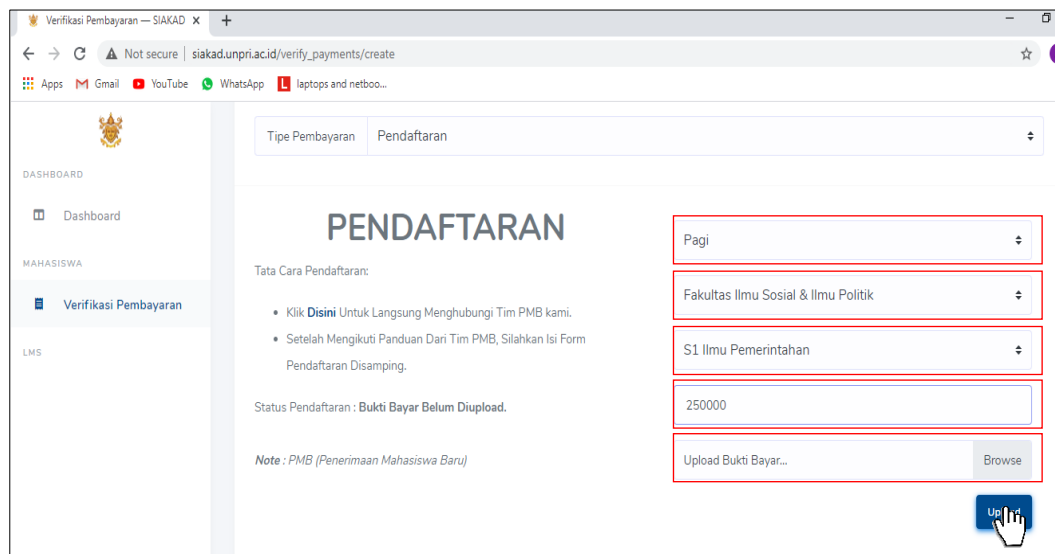 Verifikasi Pembayaran — SIAKAD
Not secure | siakad.unpri.ac.id/verify_payments/create
Apps Gmail YouTube WhatsApp L laptops and netboo...
Tipe Pembayaran Pendaftaran
DASHBOARD
Dashboard
MAHASISWA
Verifikasi Pembayaran
LMS
PENDAFTARAN
Tata Cara Pendaftaran:
Klik Disini Untuk Langsung Menghubungi Tim PMB kami.
Setelah Mengikuti Panduan Dari Tim PMB, Silahkan Isi Form
Pendaftaran Disamping.
Status Pendaftaran : Bukti Bayar Belum Diupload.
Note : PMB (Penerimaan Mahasiswa Baru)
Pagi
Fakultas Ilmu Sosial & Ilmu Politik
S1 Ilmu Pemerintahan
250000
Upload Bukti Bayar... Browse